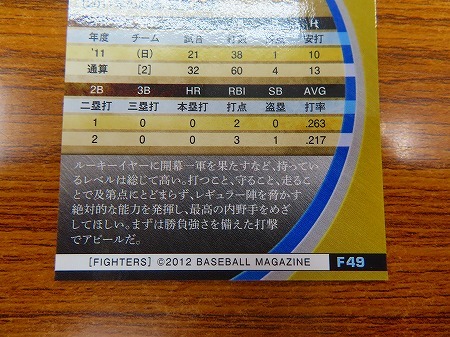 H
年度 チーム 試合 打数 得点 安打
'11 (日) 21 38 1 10
通算 [2] 32 60 4 13
2B 3B HR RBI SB AVG
二塁打 三塁打 本塁打 打点 盗塁 打率
1 0 0 2 0 .263
2 0 0 3 1 .217
ルーキーイヤーに開幕一軍を果たすなど、持って
いるレベルは総じて高い。打つこと、守ること、走るこ
とで及第点にとどまらず、レギュラー陣を脅かす
絶対的な能力を発揮し、最高の内野手をめざ
してほしい。まずは勝負強さを備えた打撃
でアピールだ。
[FIGHTERS] ©2012 BASEBALL MAGAZINE F49